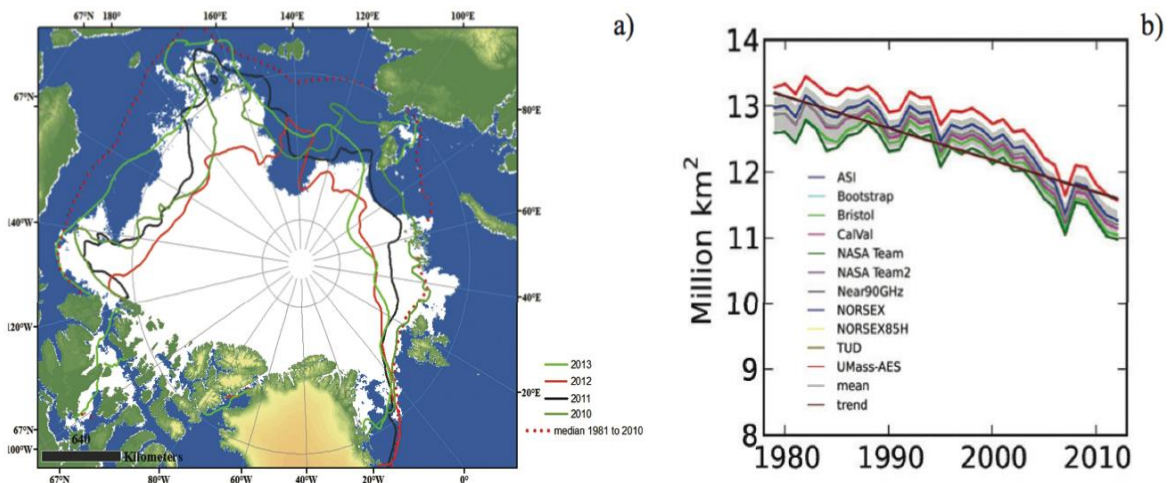 67°N 180° 160°E 140°E 120°E 100°E
a)
67°N
80°E
140°W
60°E
40°E
120°W
20°E
67°N
100°W
640
Kilometers
67°N 80°W 60°W 40°W 20°W 0°
2013
2012
2011
2010
median 1981 to 2010
b)
Million km²
14
13
12
11
10
9
8
1980 1990 2000 2010
ASI
Bootstrap
Bristol
CalVal
NASA Team
NASA Team2
Near90GHz
NORSEX
NORSEX85H
TUD
UMass-AES
mean
trend